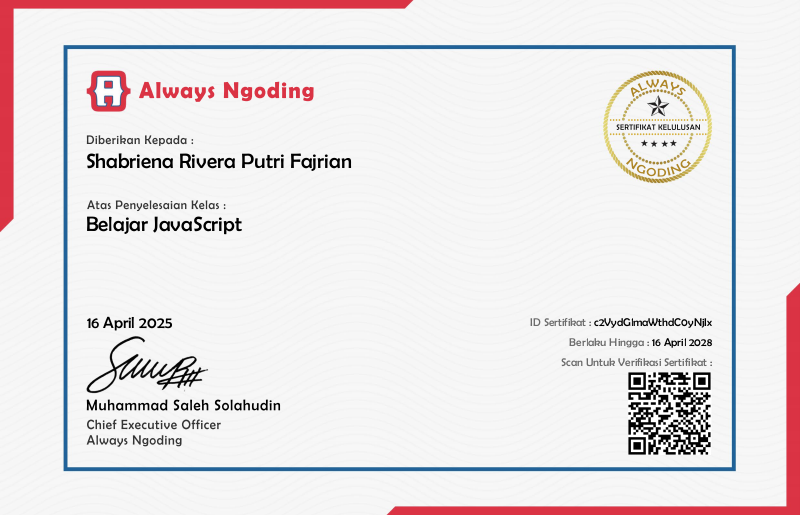 Always Ngoding
Diberikan Kepada :
Shabriena Rivera Putri Fajrian
Atas Penyelesaian Kelas :
Belajar JavaScript
ALWAYS
SERTIFIKAT KELULUSAN
NGODING
16 April 2025
Muhammad Saleh Solahudin
Chief Executive Officer
Always Ngoding
ID Sertifikat : c2VydGlmaWthdC0yNjIx
Berlaku Hingga : 16 April 2028
Scan Untuk Verifikasi Sertifikat :